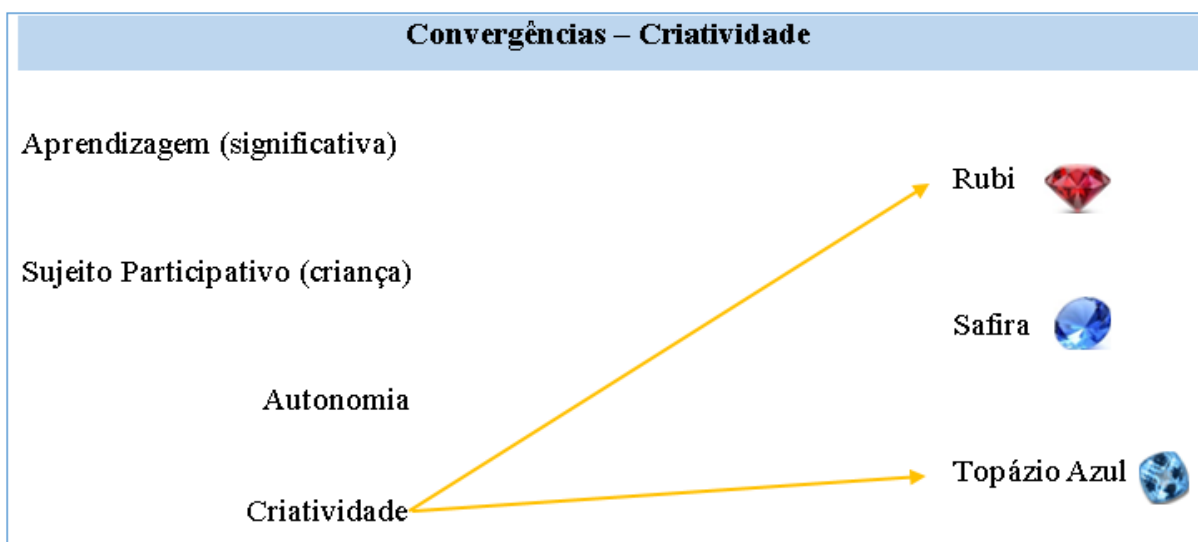 Convergências – Criatividade
Aprendizagem (significativa)
Rubi
Sujeito Participativo (criança)
Safira
Autonomia
Topázio Azul
Criatividade